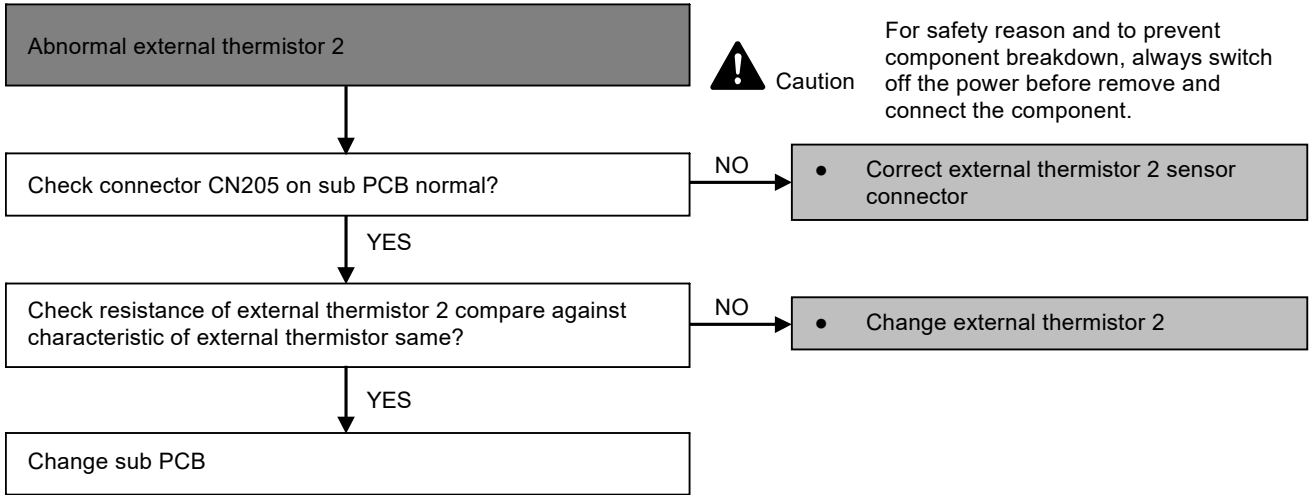 Abnormal external thermistor 2
Caution
For safety reason and to prevent
component breakdown, always switch
off the power before remove and
connect the component.
Check connector CN205 on sub PCB normal?
NO
● Correct external thermistor 2 sensor
connector
YES
Check resistance of external thermistor 2 compare against
characteristic of external thermistor same?
NO
● Change external thermistor 2
YES
Change sub PCB